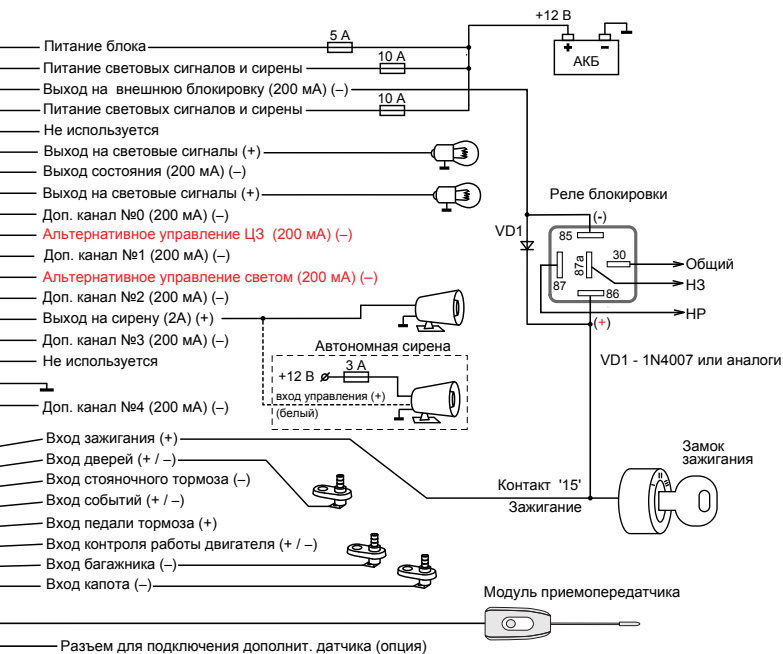 +12 В
5 А
Питание блока
+ –
АКБ
10 А
Питание световых сигналов и сирены
Выход на внешнюю блокировку (200 мА) (–)
10 А
Питание световых сигналов и сирены
Не используется
Выход на световые сигналы (+)
Выход состояния (200 мА) (–)
Выход на световые сигналы (+)
Реле блокировки
Доп. канал №0 (200 мА) (–)
(-)
VD1
Альтернативное управление ЦЗ (200 мА) (–)
85
30
87а
Доп. канал №1 (200 мА) (–)
Общий
Альтернативное управление светом (200 мА) (–)
НЗ
87
86
Доп. канал №2 (200 мА) (–)
Выход на сирену (2А) (+)
НР
(+)
Доп. канал №3 (200 мА) (–)
Автономная сирена
Не используется
VD1 - 1N4007 или аналоги
3 А
+12 В
вход управления (+)
(белый)
Доп. канал №4 (200 мА) (–)
Вход зажигания (+)
Замок
зажигания
Вход дверей (+ / –)
I II III
Вход стояночного тормоза (–)
Контакт '15'
Вход событий (+ / –)
Зажигание
Вход педали тормоза (+)
Вход контроля работы двигателя (+ / –)
Вход багажника (–)
Вход капота (–)
Модуль приемопередатчика
Разъем для подключения дополнит. датчика (опция)